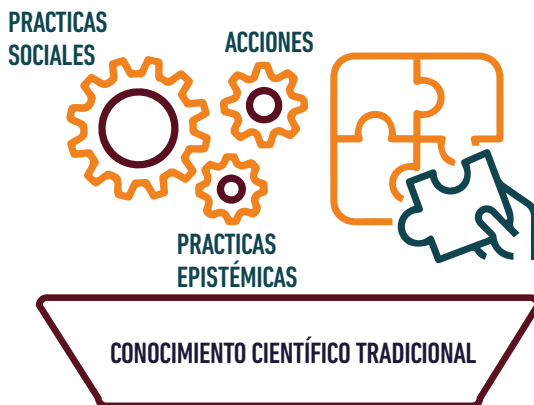 PRACTICAS
SOCIALES
ACCIONES
PRACTICAS
EPISTÉMICAS
CONOCIMIENTO CIENTÍFICO TRADICIONAL